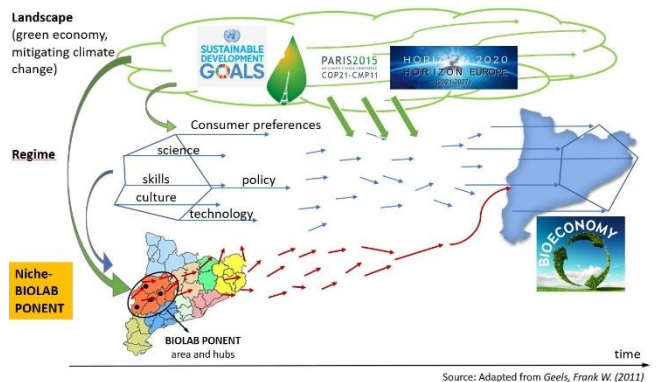 Landscape
(green economy,
mitigating climate
change)
SUSTAINABLE
DEVELOPMENT
GOALS
PARIS2015
COP21·CMP11
HORIZON 2020
HORIZON EUROPE
(2021-2027)
Consumer preferences
Regime
science
skills
policy
culture
technology
BIOECONOMY
Niche-
BIOLAB
PONENT
BIOLAB PONENT
area and hubs
time
Source: Adapted from Geels, Frank W. (2011)